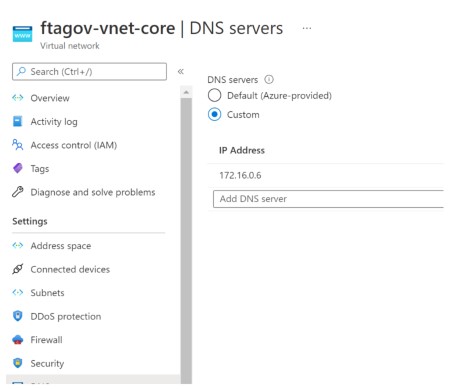 ftagov-vnet-core | DNS servers ...
Virtual network
Search (Ctrl+/)
«
Overview
Activity log
Access control (IAM)
Tags
Diagnose and solve problems
Settings
Address space
Connected devices
Subnets
DDoS protection
Firewall
Security
DNS servers
Default (Azure-provided)
Custom
IP Address
172.16.0.6
Add DNS server